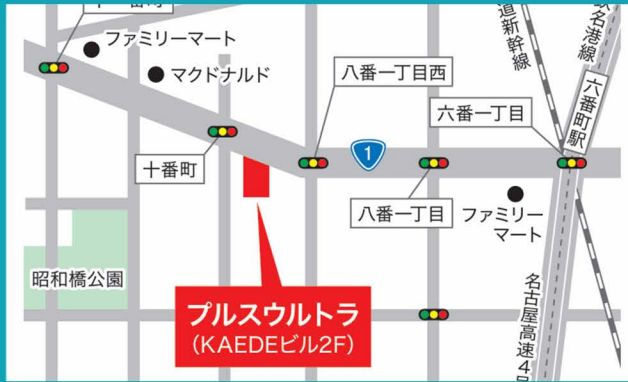 ファミリーマート
マクドナルド
八番一丁目西
道新幹線
名港線
六番町駅
六番一丁目
十番町
1
八番一丁目
ファミリー
マート
昭和橋公園
プルスウルトラ
(KAEDEビル2F)
名古屋高速4号